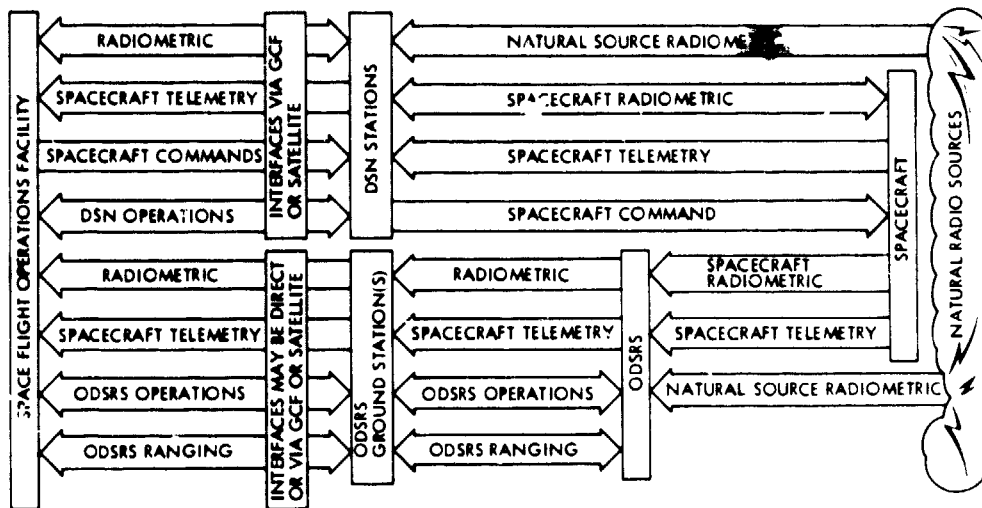 SPACE FLIGHT OPERATIONS FACILITY
RADIOMETRIC
SPACECRAFT TELEMETRY
SPACECRAFT COMMANDS
DSN OPERATIONS
INTERFACES VIA GCF
OR SATELLITE
DSN STATIONS
NATURAL SOURCE
SPACECRAFT RADIOMETRIC
SPACECRAFT TELEMETRY
SPACECRAFT COMMAND
SPACECRAFT
NATURAL RADIO SOURCES
RADIOMETRIC
SPACECRAFT TELEMETRY
ODSRS OPERATIONS
ODSRS RANGING
INTERFACES MAY BE DIRECT
OR VIA GCF OR SATELLITE
ODSRS
GROUND STATION(S)
RADIOMETRIC
SPACECRAFT TELEMETRY
ODSRS OPERATIONS
ODSRS RANGING
ODSRS
SPACECRAFT
RADIOMETRIC
SPACECRAFT TELEMETRY
NATURAL SOURCE RADIOMETRIC